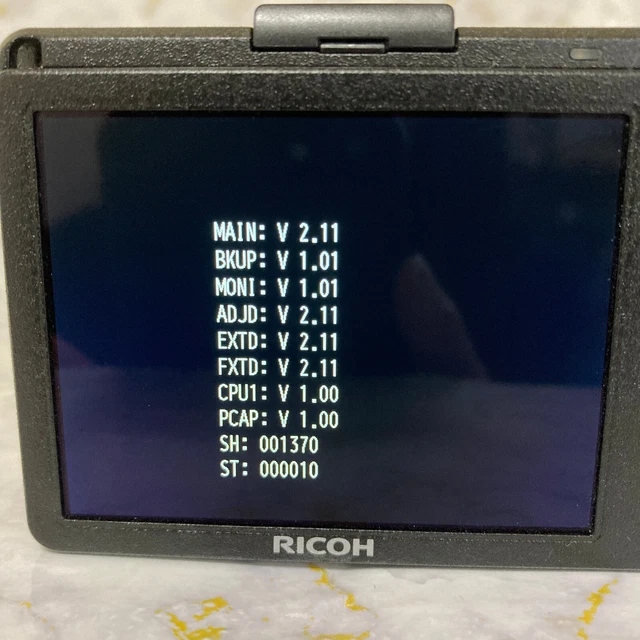 MAIN: V 2.11
BKUP: V 1.01
MONI: V 1.01
ADJD: V 2.11
EXTD: V 2.11
FXTD: V 2.11
CPU1: V 1.00
PCAP: V 1.00
SH: 001370
ST: 000010
RICOH